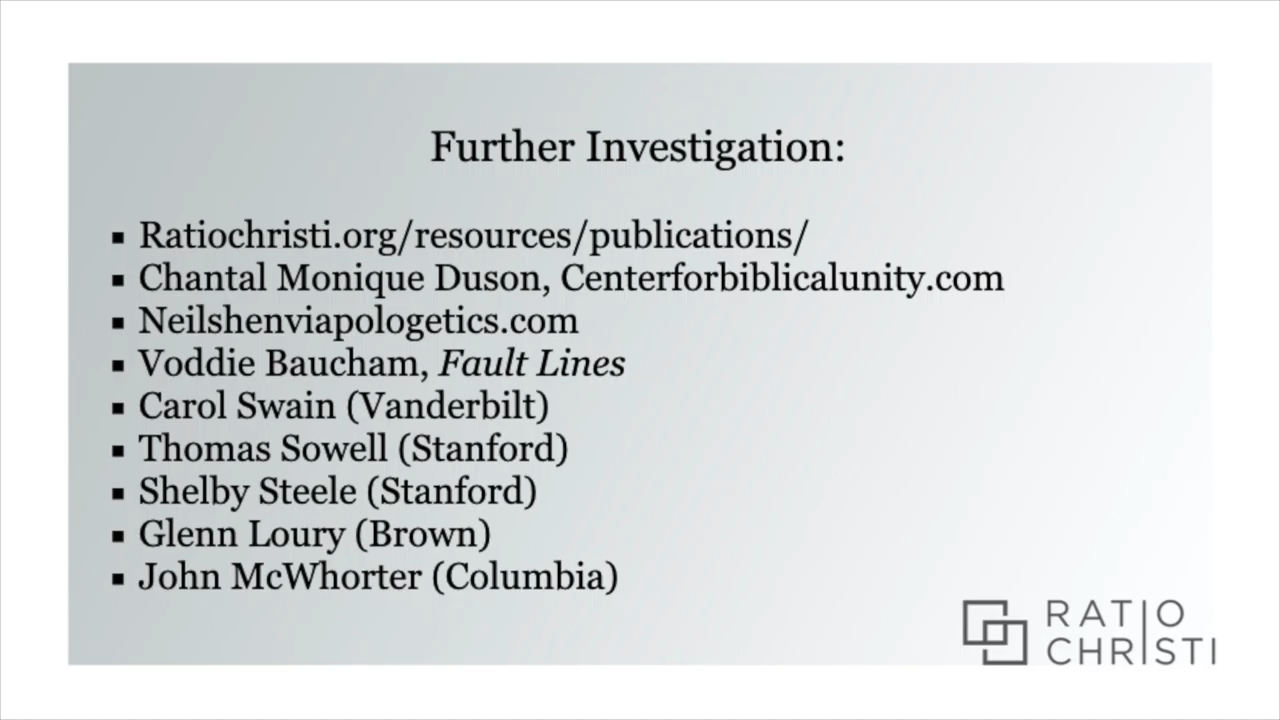 Further Investigation:
▪ Ratiochristi.org/resources/publications/
▪ Chantal Monique Duson, Centerforbiblicalunity.com
▪ Neilshenviapologetics.com
▪ Voddie Baucham, Fault Lines
▪ Carol Swain (Vanderbilt)
▪ Thomas Sowell (Stanford)
▪ Shelby Steele (Stanford)
▪ Glenn Loury (Brown)
▪ John McWhorter (Columbia)
RATIO
CHRISTI